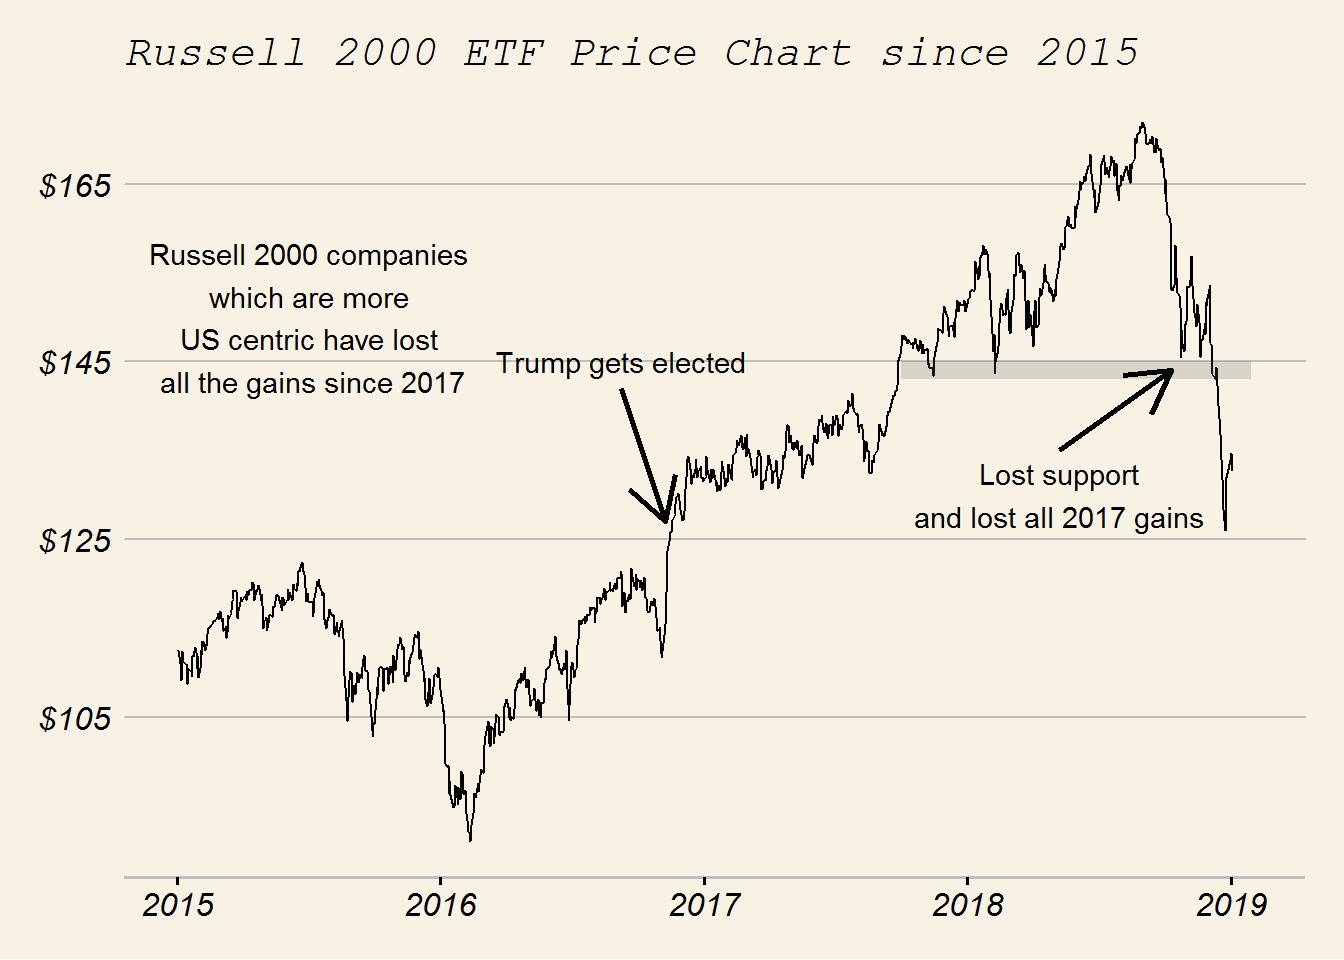 Russell 2000 ETF Price Chart since 2015
$165
Russell 2000 companies
which are more
US centric have lost
all the gains since 2017
$145
Trump gets elected
Lost support
and lost all 2017 gains
$125
$105
2015 2016 2017 2018 2019